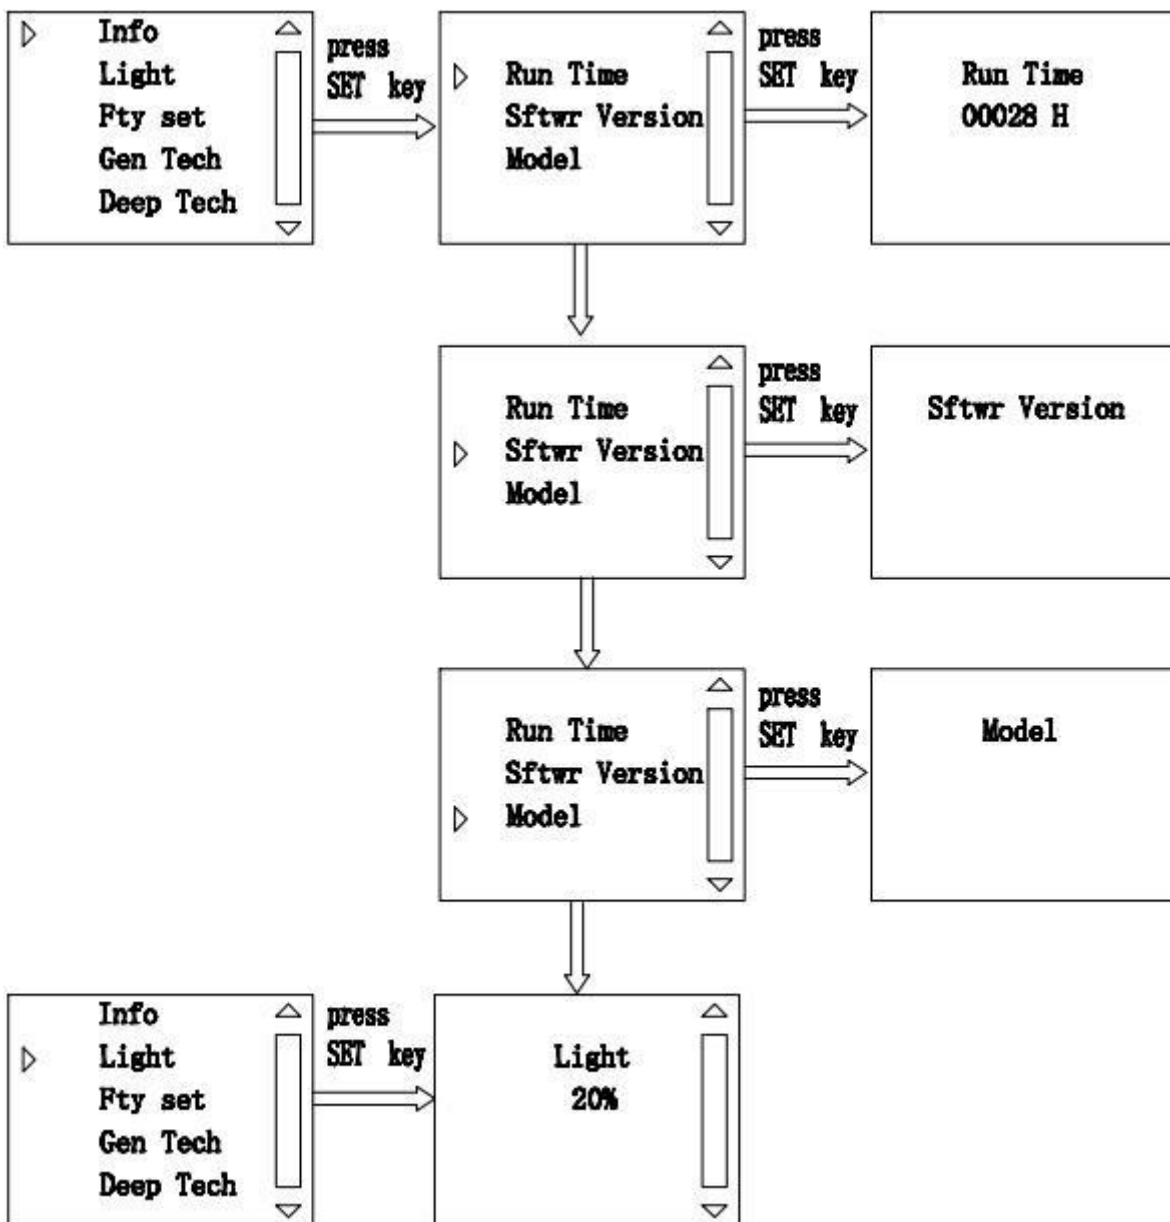 Info
Light
Fty set
Gen Tech
Deep Tech
press
SET key
Run Time
Sftwr Version
Model
press
SET key
Run Time
00028 H
Run Time
Sftwr Version
Model
press
SET key
Sftwr Version
Run Time
Sftwr Version
Model
press
SET key
Model
Info
Light
Fty set
Gen Tech
Deep Tech
press
SET key
Light
20%